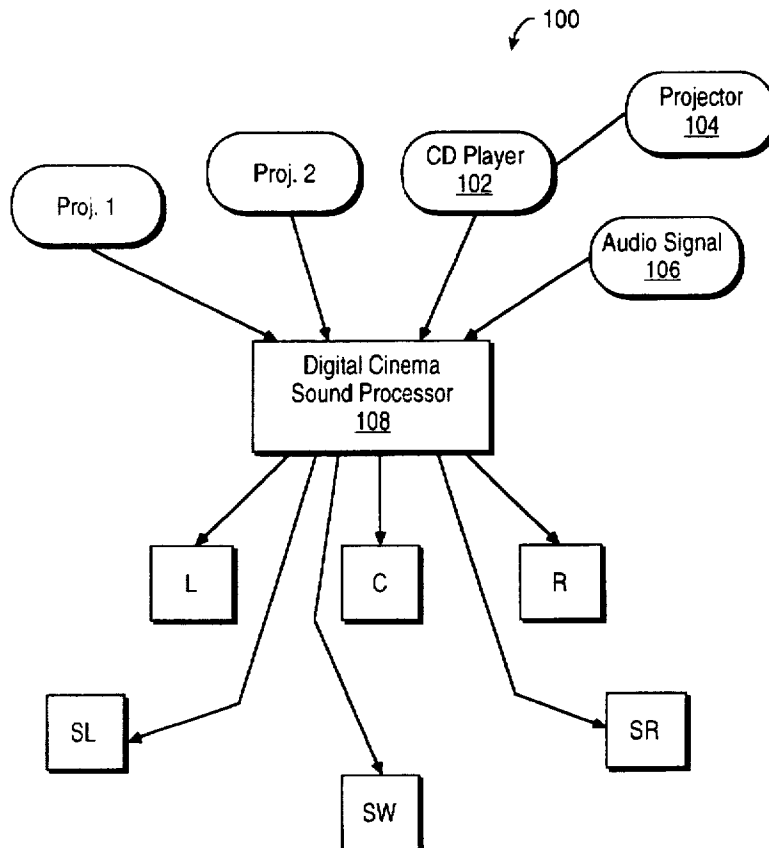 100
Projector
104
CD Player
102
Proj. 2
Proj. 1
Audio Signal
106
Digital Cinema
Sound Processor
108
L
C
R
SL
SR
SW